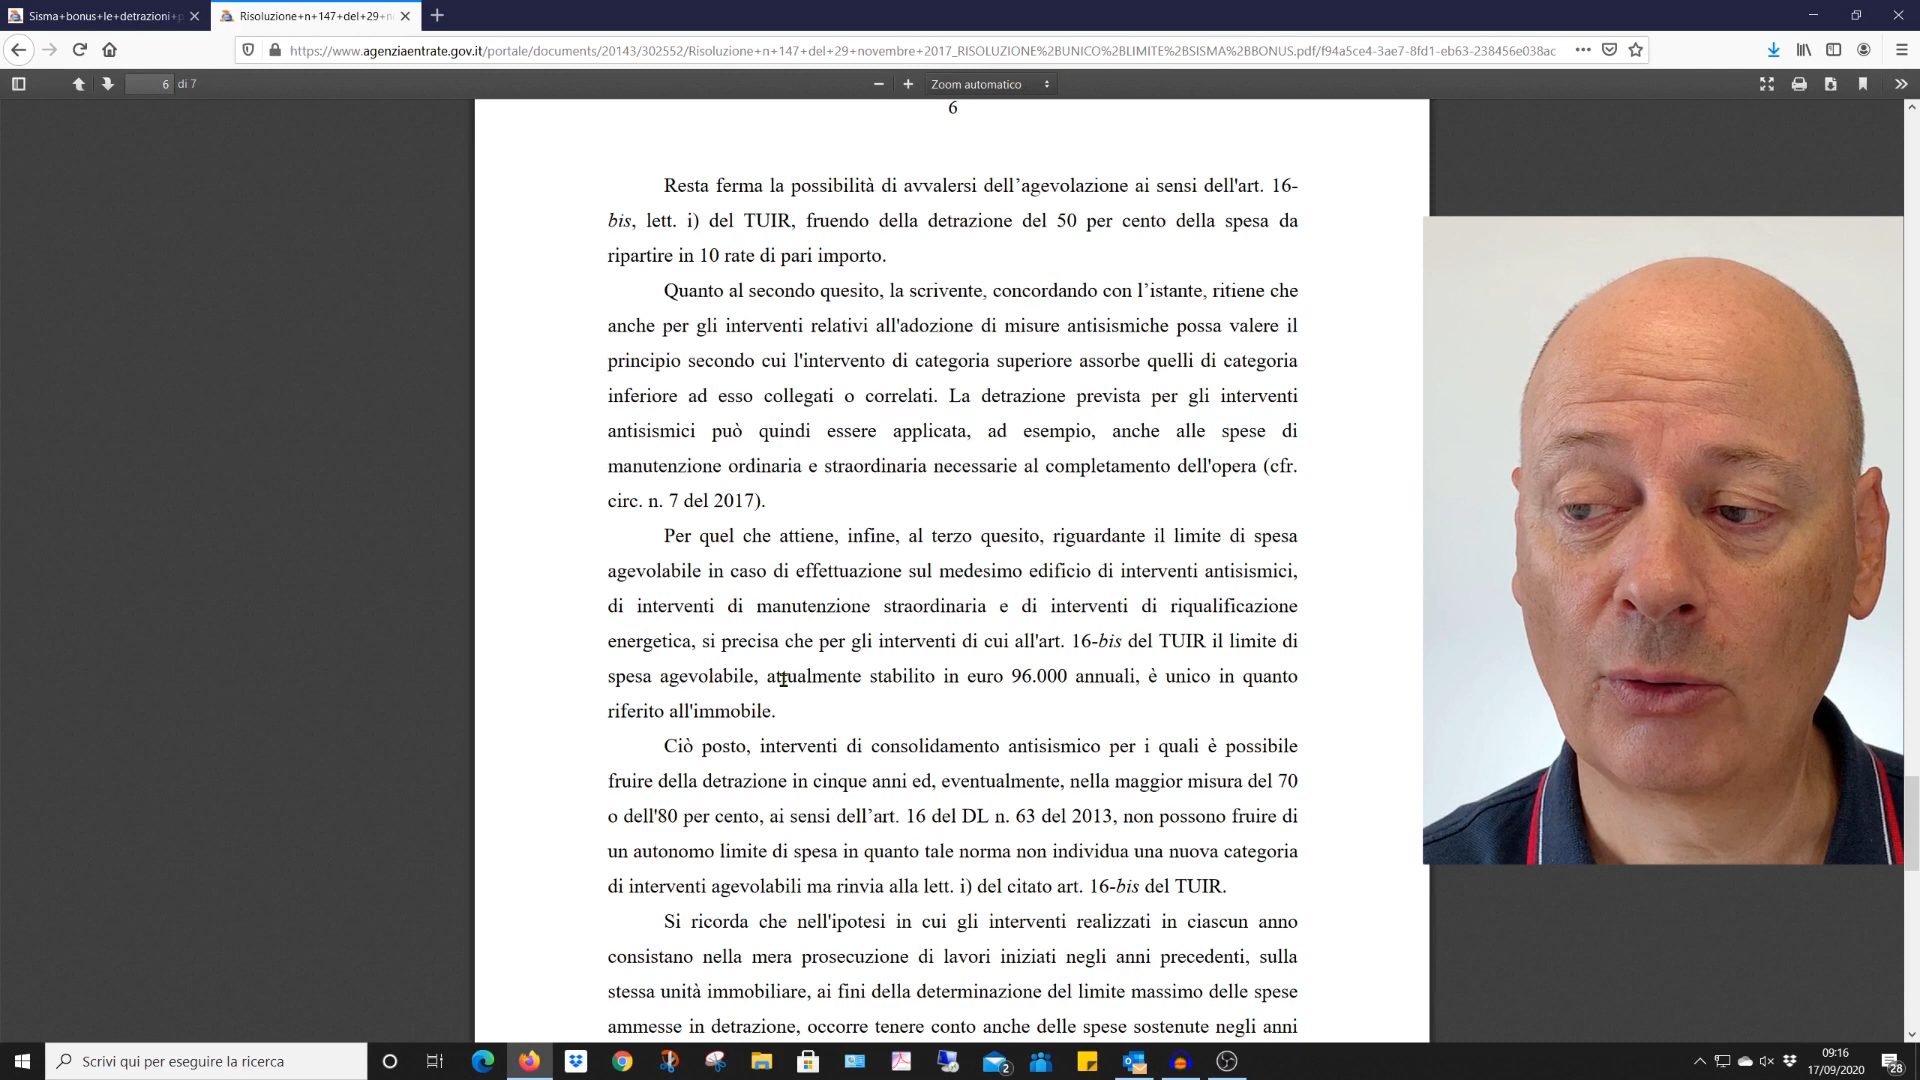 Sisma+bonus+le+detrazioni+p
Risoluzione+n+147+del+29+n
https://www.agenziaentrate.gov.it/portale/documents/20143/302552/Risoluzione+n+147+del+29+novembre+2017_RISOLUZIONE%2BUNICO%2BLIMITE%2BSISMA%2BBONUS.pdf/f94a5ce4-3ae7-8fd1-eb63-238456e038ac
6 di 7
Zoom automatico
6
Resta ferma la possibilità di avvalersi dell’agevolazione ai sensi dell'art. 16-
bis, lett. i) del TUIR, fruendo della detrazione del 50 per cento della spesa da
ripartire in 10 rate di pari importo.
Quanto al secondo quesito, la scrivente, concordando con l’istante, ritiene che
anche per gli interventi relativi all'adozione di misure antisismiche possa valere il
principio secondo cui l'intervento di categoria superiore assorbe quelli di categoria
inferiore ad esso collegati o correlati. La detrazione prevista per gli interventi
antisismici può quindi essere applicata, ad esempio, anche alle spese di
manutenzione ordinaria e straordinaria necessarie al completamento dell'opera (cfr.
circ. n. 7 del 2017).
Per quel che attiene, infine, al terzo quesito, riguardante il limite di spesa
agevolabile in caso di effettuazione sul medesimo edificio di interventi antisismici,
di interventi di manutenzione straordinaria e di interventi di riqualificazione
energetica, si precisa che per gli interventi di cui all'art. 16-bis del TUIR il limite di
spesa agevolabile, attualmente stabilito in euro 96.000 annuali, è unico in quanto
riferito all'immobile.
Ciò posto, interventi di consolidamento antisismico per i quali è possibile
fruire della detrazione in cinque anni ed, eventualmente, nella maggior misura del 70
o dell'80 per cento, ai sensi dell’art. 16 del DL n. 63 del 2013, non possono fruire di
un autonomo limite di spesa in quanto tale norma non individua una nuova categoria
di interventi agevolabili ma rinvia alla lett. i) del citato art. 16-bis del TUIR.
Si ricorda che nell'ipotesi in cui gli interventi realizzati in ciascun anno
consistano nella mera prosecuzione di lavori iniziati negli anni precedenti, sulla
stessa unità immobiliare, ai fini della determinazione del limite massimo delle spese
ammesse in detrazione, occorre tenere conto anche delle spese sostenute negli anni
Scrivi qui per eseguire la ricerca
2
09:16
17/09/2020
28